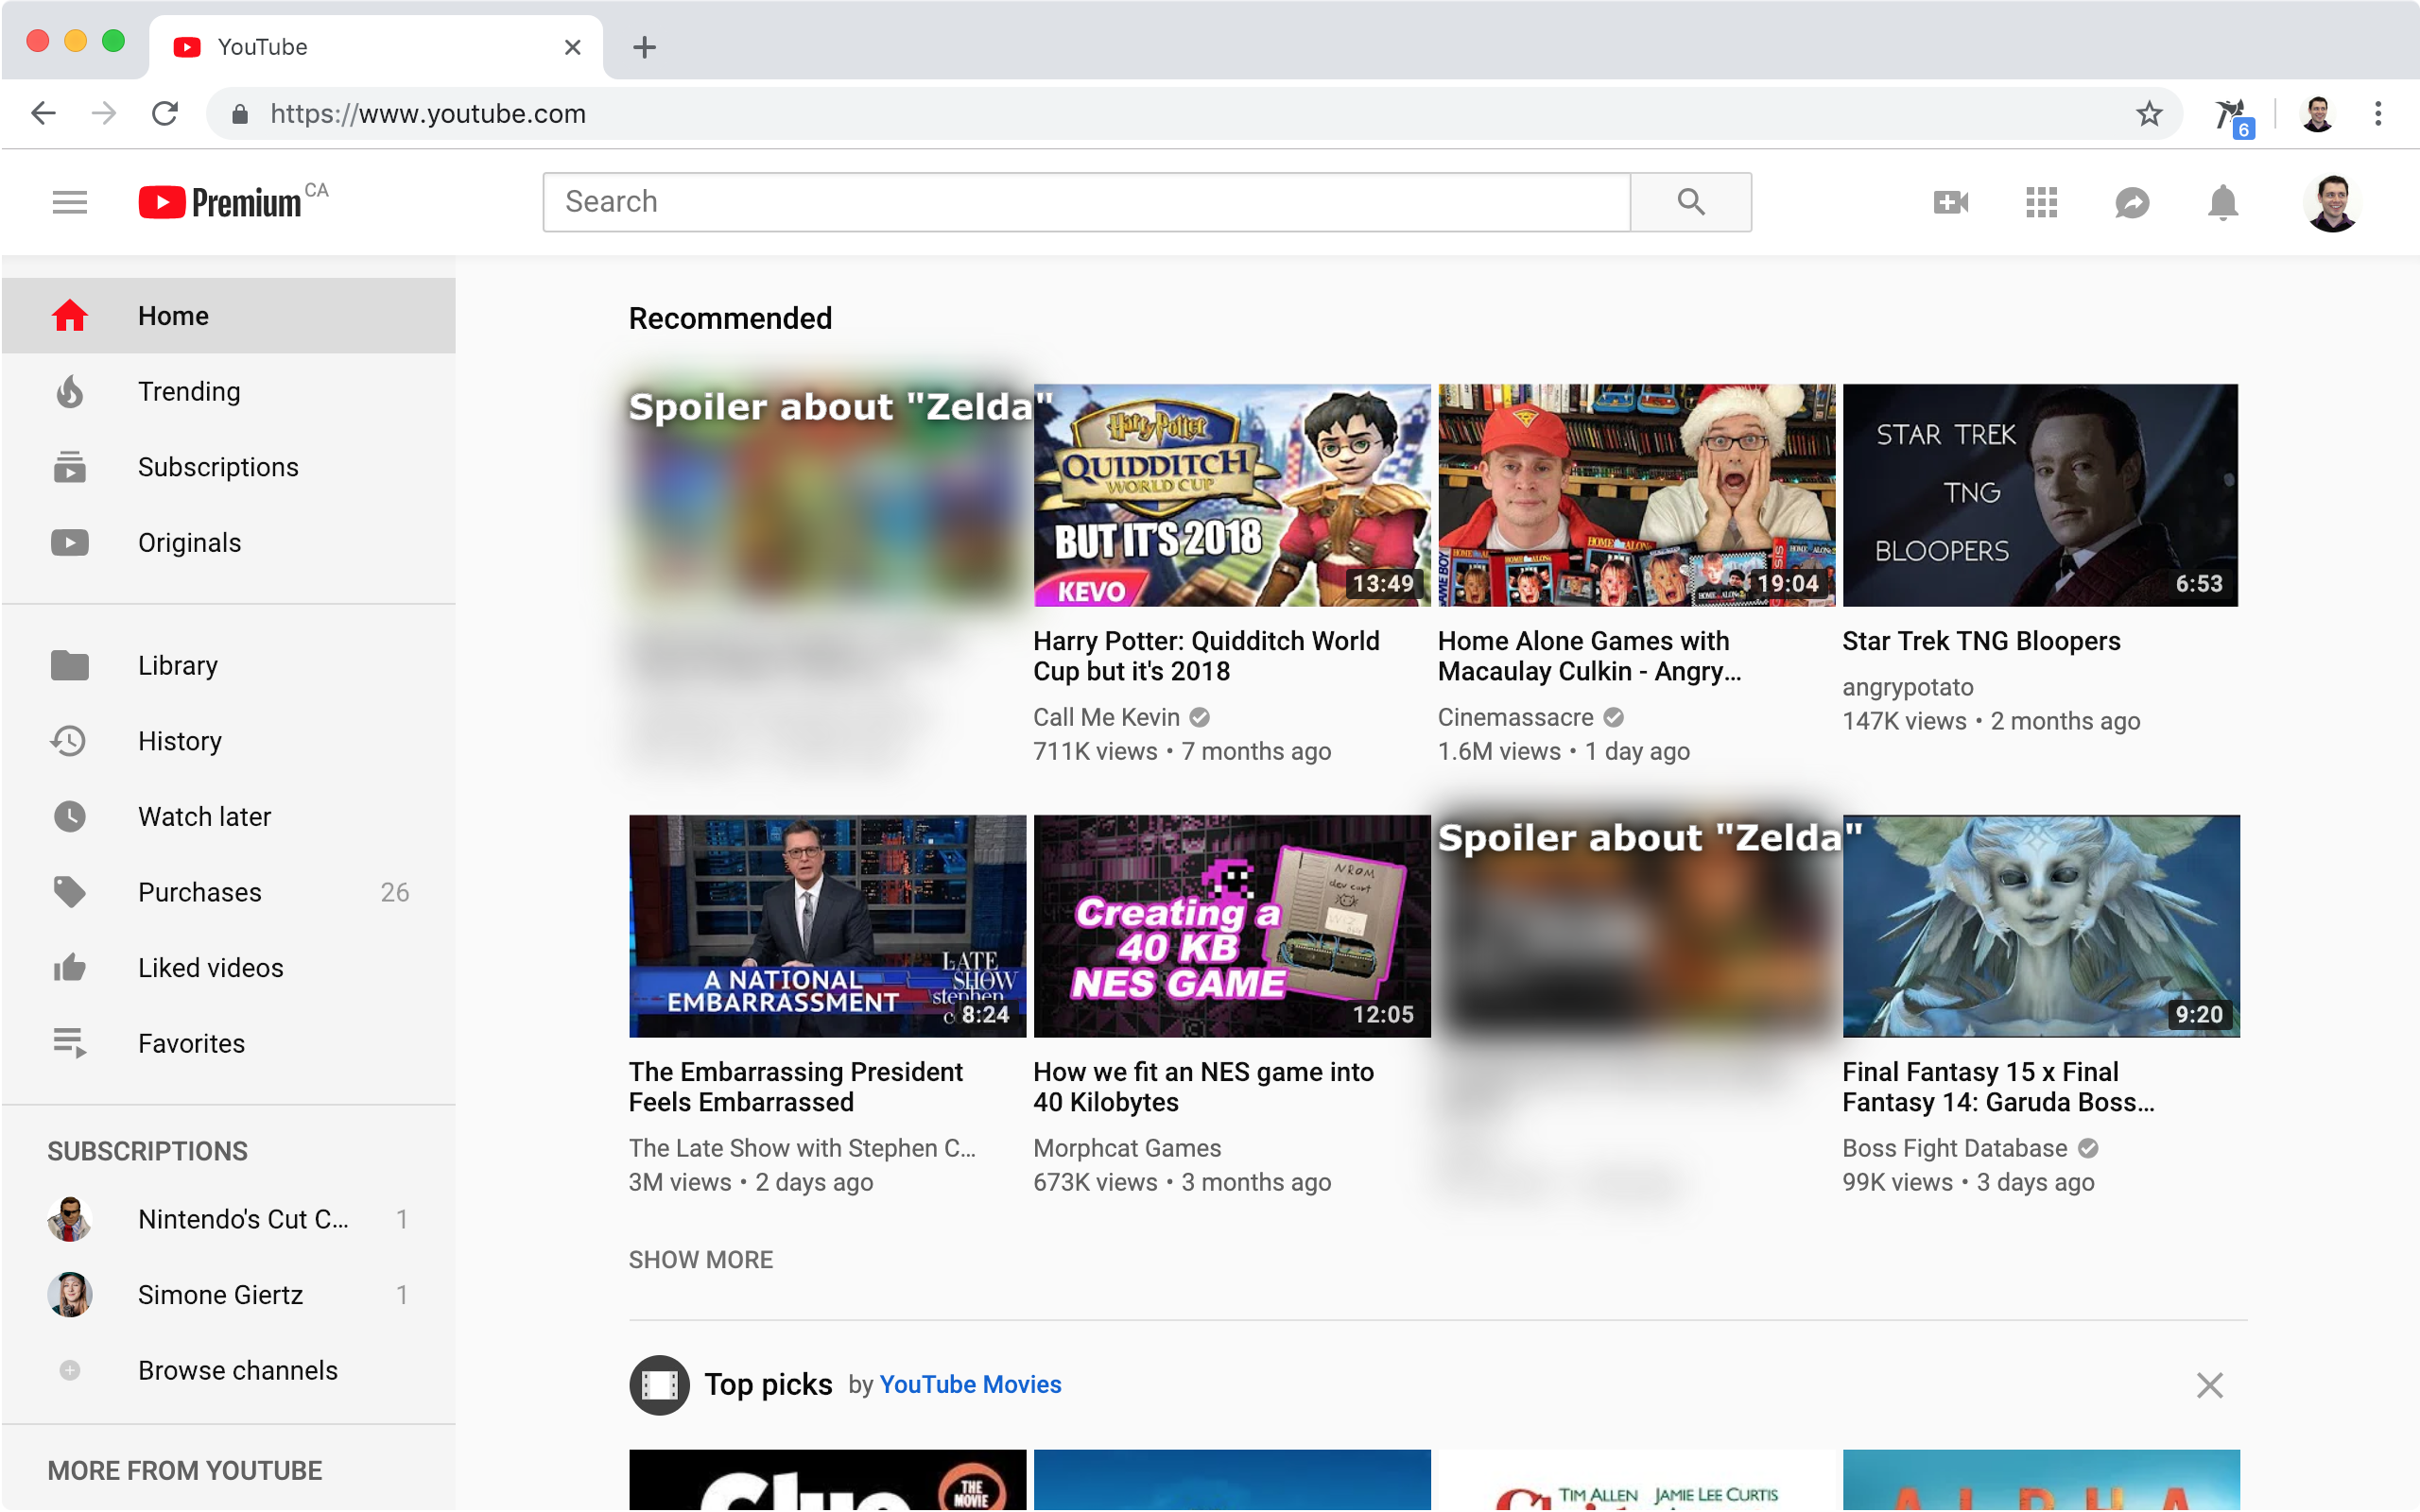 YouTube
https://www.youtube.com
6
Premium CA
Search
Home
Trending
Subscriptions
Originals
Library
History
Watch later
Purchases 26
Liked videos
Favorites
SUBSCRIPTIONS
Nintendo's Cut C... 1
Simone Giertz 1
Browse channels
MORE FROM YOUTUBE
Recommended
Spoiler about "Zelda"
Harry Potter
QUIDDITCH
WORLD CUP
BUT IT'S 2018
KEVO
13:49
Harry Potter: Quidditch World
Cup but it's 2018
Call Me Kevin
711K views • 7 months ago
19:04
Home Alone Games with
Macaulay Culkin - Angry...
Cinemassacre
1.6M views • 1 day ago
STAR TREK
TNG
BLOOPERS
6:53
Star Trek TNG Bloopers
angrypotato
147K views • 2 months ago
A NATIONAL
EMBARRASSMENT
LATE
SHOW
stephen
8:24
The Embarrassing President
Feels Embarrassed
The Late Show with Stephen C...
3M views • 2 days ago
NROM
dev cart
Creating a
40 KB
NES GAME
12:05
How we fit an NES game into
40 Kilobytes
Morphcat Games
673K views • 3 months ago
Spoiler about "Zelda"
9:20
Final Fantasy 15 x Final
Fantasy 14: Garuda Boss...
Boss Fight Database
99K views • 3 days ago
SHOW MORE
Top picks by YouTube Movies
Clue
THE
MOVIE
TIM ALLEN JAMIE LEE CURTIS
ALPHA